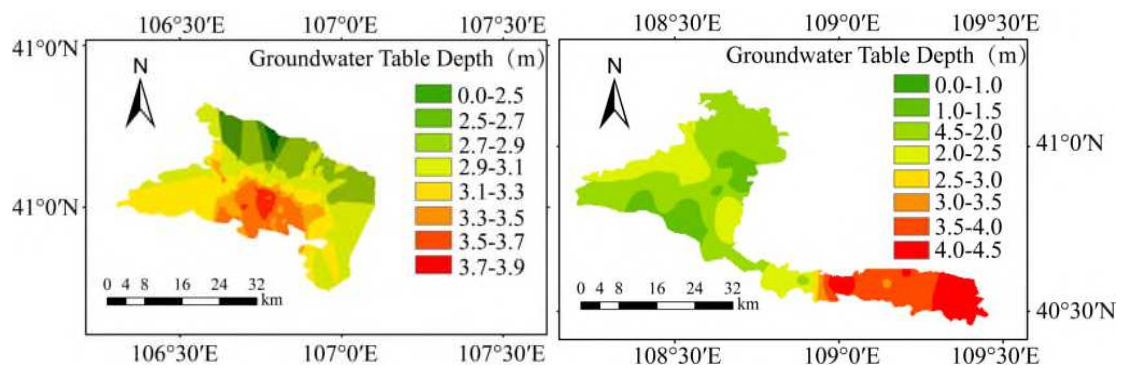 106°30′E 107°0′E
41°0′N
Groundwater Table Depth（m）
N
0.0-2.5
2.5-2.7
2.7-2.9
2.9-3.1
3.1-3.3
3.3-3.5
3.5-3.7
3.7-3.9
41°0′N
0 4 8 16 24 32
km
106°30′E 107°0′E 107°30′E
108°30′E 109°0′E 109°30′E
Groundwater Table Depth（m）
N
0.0-1.0
1.0-1.5
4.5-2.0
2.0-2.5
2.5-3.0
3.0-3.5
3.5-4.0
4.0-4.5
41°0′N
0 4 8 16 24 32
km
40°30′N
108°30′E 109°0′E 109°30′E